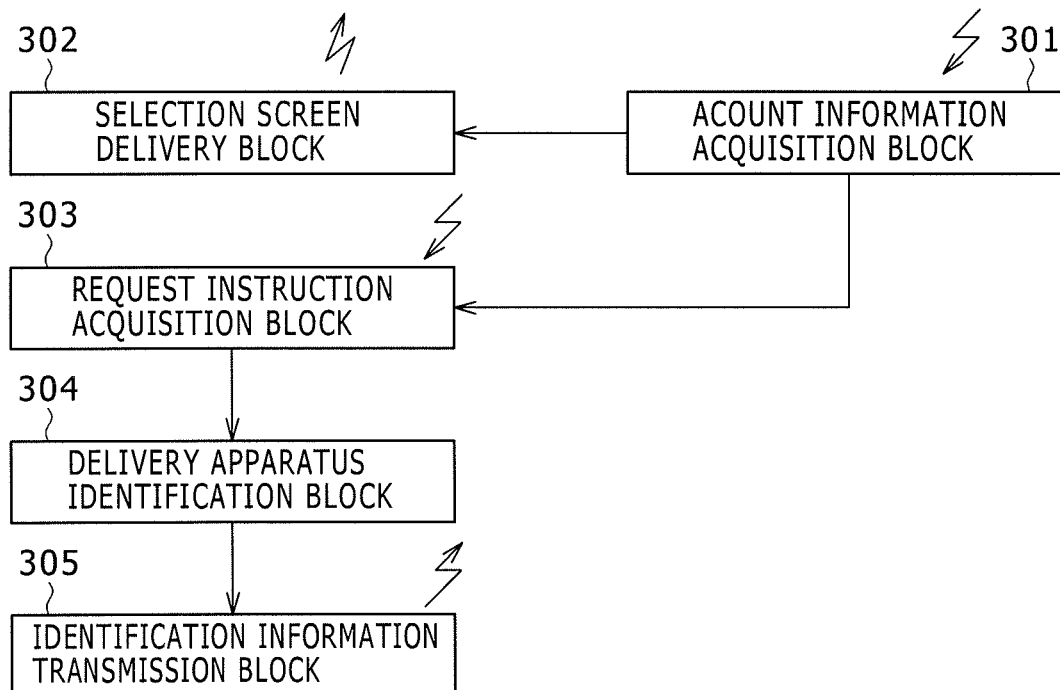 302
301
SELECTION SCREEN
DELIVERY BLOCK
ACOUNT INFORMATION
ACQUISITION BLOCK
303
REQUEST INSTRUCTION
ACQUISITION BLOCK
304
DELIVERY APPARATUS
IDENTIFICATION BLOCK
305
IDENTIFICATION INFORMATION
TRANSMISSION BLOCK